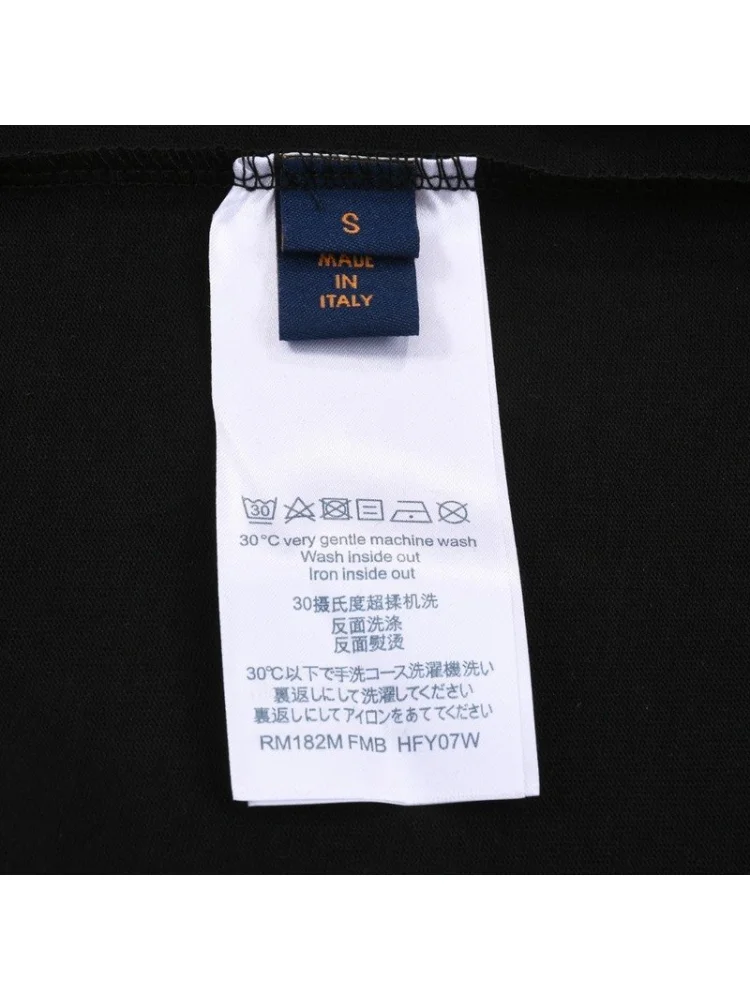 S
MADE
IN
ITALY
30
30°C very gentle machine wash
Wash inside out
Iron inside out
30摄氏度超揉机洗
反面洗涤
反面熨烫
30℃以下で手洗コース洗濯機洗い
裏返しにして洗濯してください
裏返しにしてアイロンをあててください
RM182M FMB HFY07W